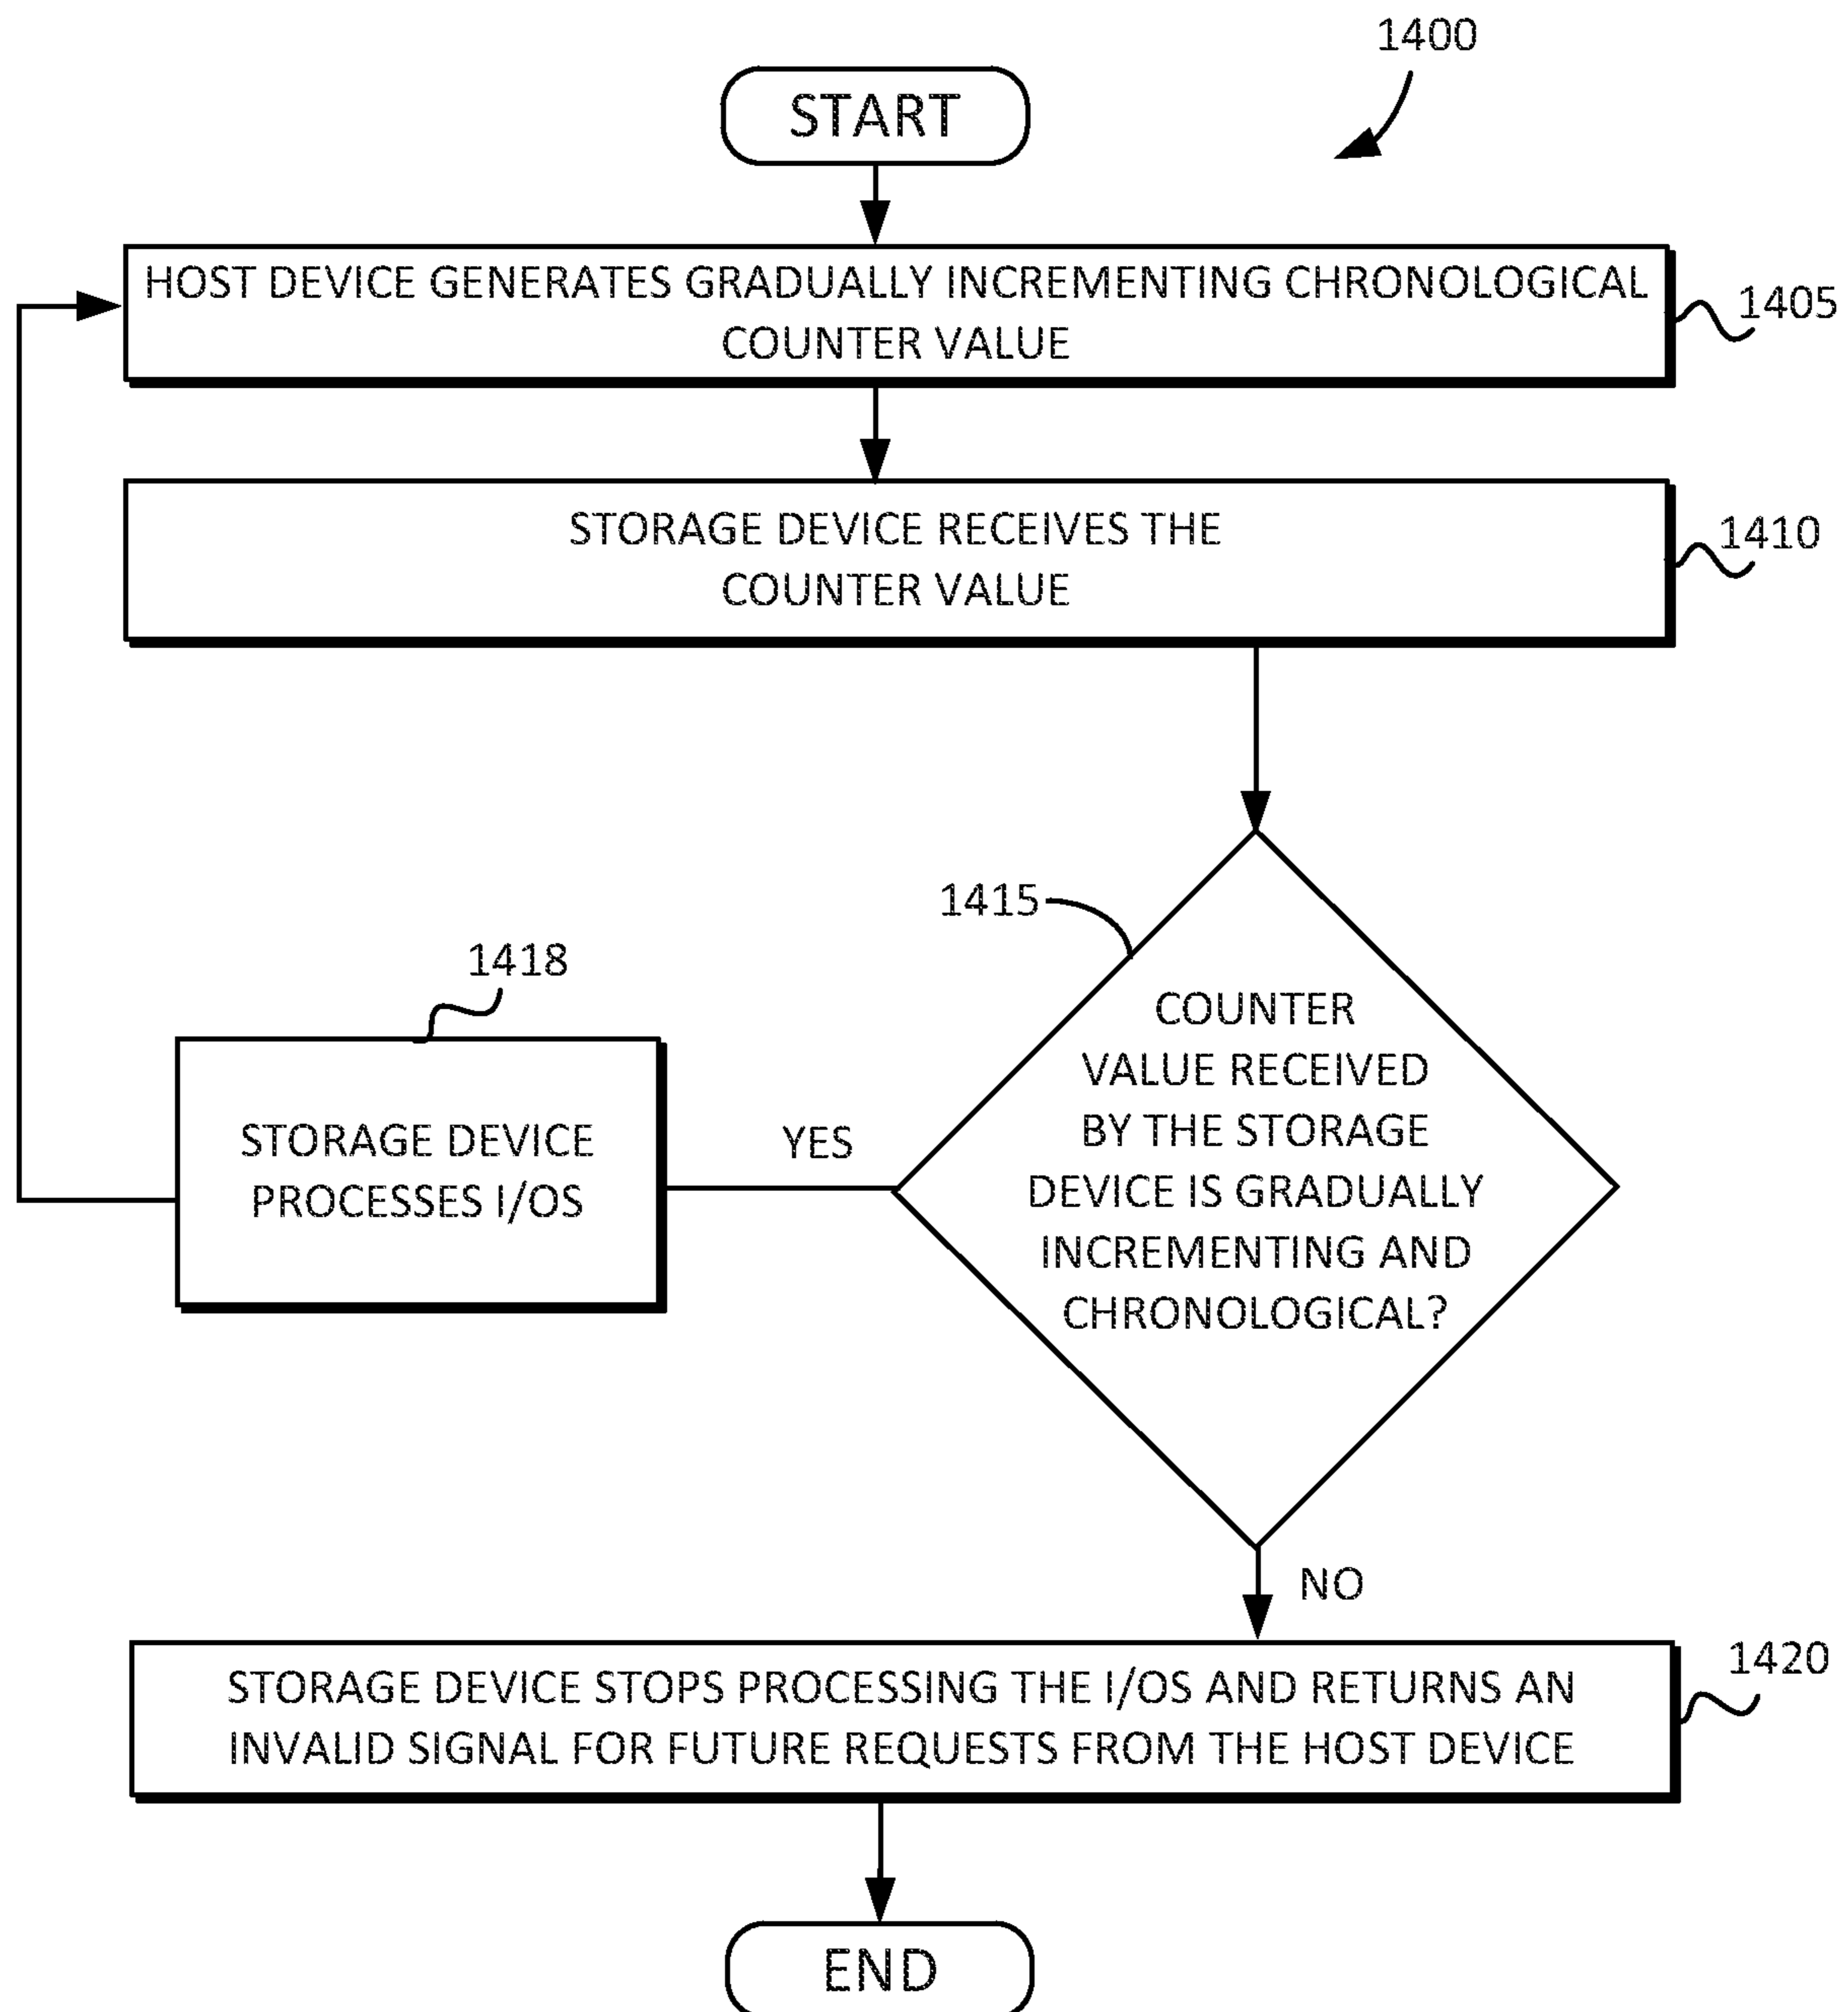 1400
START
HOST DEVICE GENERATES GRADUALLY INCREMENTING CHRONOLOGICAL
COUNTER VALUE
1405
STORAGE DEVICE RECEIVES THE
COUNTER VALUE
1410
1415
COUNTER
VALUE RECEIVED
BY THE STORAGE
DEVICE IS GRADUALLY
INCREMENTING AND
CHRONOLOGICAL?
YES
1418
STORAGE DEVICE
PROCESSES I/OS
NO
STORAGE DEVICE STOPS PROCESSING THE I/OS AND RETURNS AN
INVALID SIGNAL FOR FUTURE REQUESTS FROM THE HOST DEVICE
1420
END